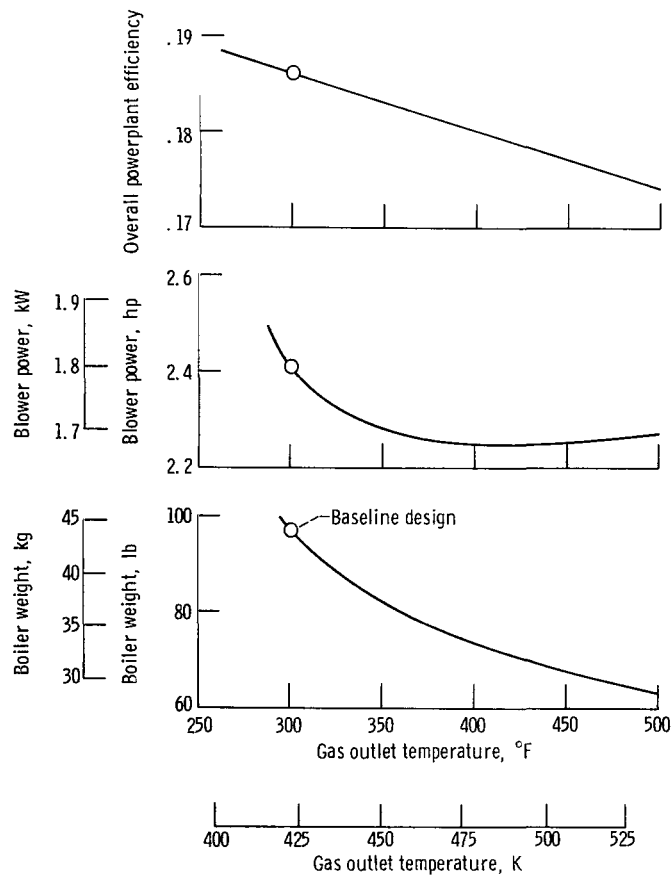 Overall powerplant efficiency
.19
.18
.17
Blower power, kW
1.9
1.8
1.7
Blower power, hp
2.6
2.4
2.2
Boiler weight, kg
45
40
35
30
Boiler weight, lb
100
80
60
Baseline design
250 300 350 400 450 500
Gas outlet temperature, °F
400 425 450 475 500 525
Gas outlet temperature, K